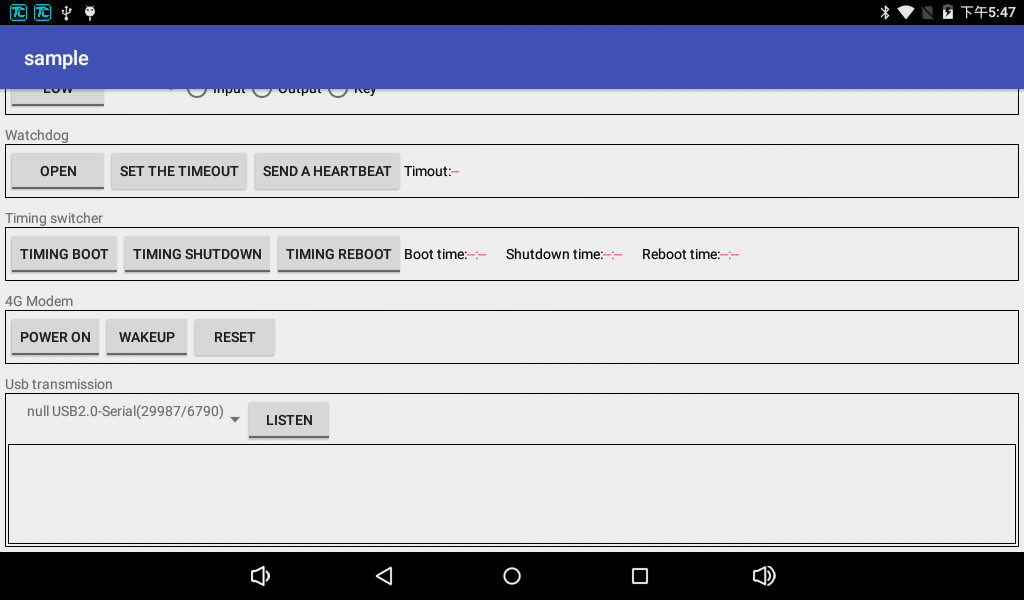 TC TC 下午5:47
sample
LOW Input Output Key
Watchdog
OPEN SET THE TIMEOUT SEND A HEARTBEAT Timout:--
Timing switcher
TIMING BOOT TIMING SHUTDOWN TIMING REBOOT Boot time:--:-- Shutdown time:--:-- Reboot time:--:--
4G Modem
POWER ON WAKEUP RESET
Usb transmission
null USB2.0-Serial(29987/6790) LISTEN